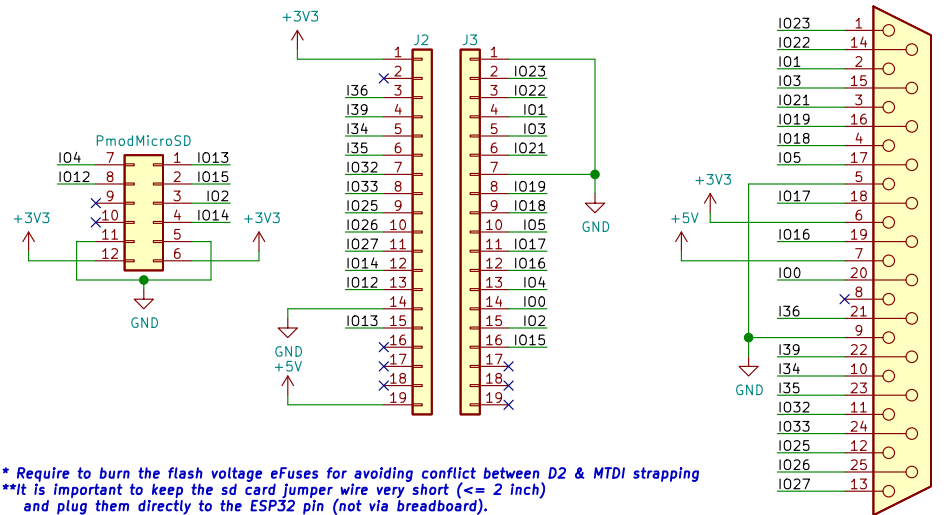 +3V3
J2
J3
1
1
2
2
IO23
I36
3
3
IO22
I39
4
4
IO1
I34
5
5
IO3
I35
6
6
IO21
IO32
7
7
IO33
8
8
IO19
IO25
9
9
IO18
IO26
10
10
IO5
IO27
11
11
IO17
IO14
12
12
IO16
IO12
13
13
IO4
14
14
IO0
IO13
15
15
IO2
16
16
IO15
17
17
18
18
19
19
GND
+5V
GND
PmodMicroSD
IO4
7
1
IO13
IO12
8
2
IO15
9
3
IO2
10
4
IO14
+3V3
11
5
+3V3
12
6
GND
IO23
1
IO22
14
IO1
2
IO3
15
IO21
3
IO19
16
IO18
4
IO5
17
5
+3V3
IO17
18
6
+5V
IO16
19
7
IO0
20
8
I36
21
9
I39
22
GND
I34
10
I35
23
IO32
11
IO33
24
IO25
12
IO26
25
IO27
13
* Require to burn the flash voltage eFuses for avoiding conflict between D2 & MTDI strapping
**It is important to keep the sd card jumper wire very short (<= 2 inch)
and plug them directly to the ESP32 pin (not via breadboard).